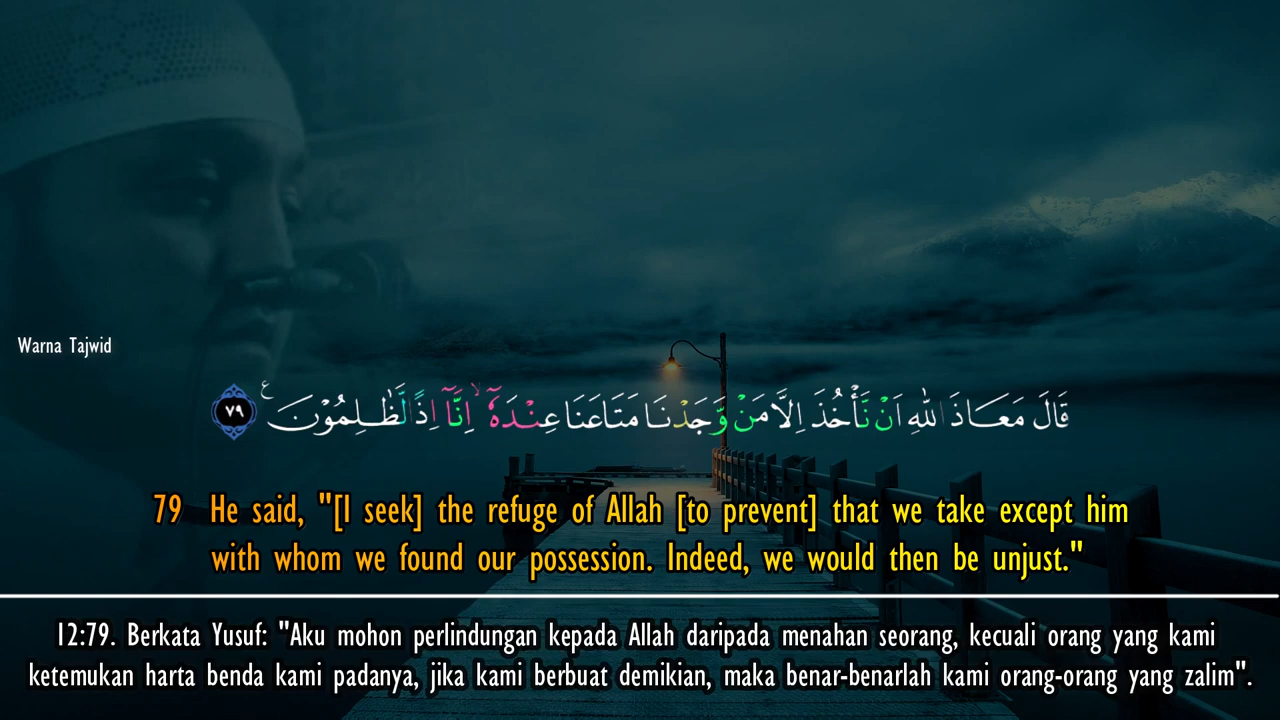 Warna Tajwid
قَالَ مَعَاذَ اللّٰهِ اَنْ نَّأْخُذَ اِلَّا مَنْ وَّجَدْنَا مَتَاعَنَا عِنْدَهٗٓ ۙاِنَّآ اِذًا لَّظٰلِمُوْنَ ࣖ ٧٩
79 He said, "[I seek] the refuge of Allah [to prevent] that we take except him
with whom we found our possession. Indeed, we would then be unjust."
12:79. Berkata Yusuf: "Aku mohon perlindungan kepada Allah daripada menahan seorang, kecuali orang yang kami
ketemukan harta benda kami padanya, jika kami berbuat demikian, maka benar-benarlah kami orang-orang yang zalim".